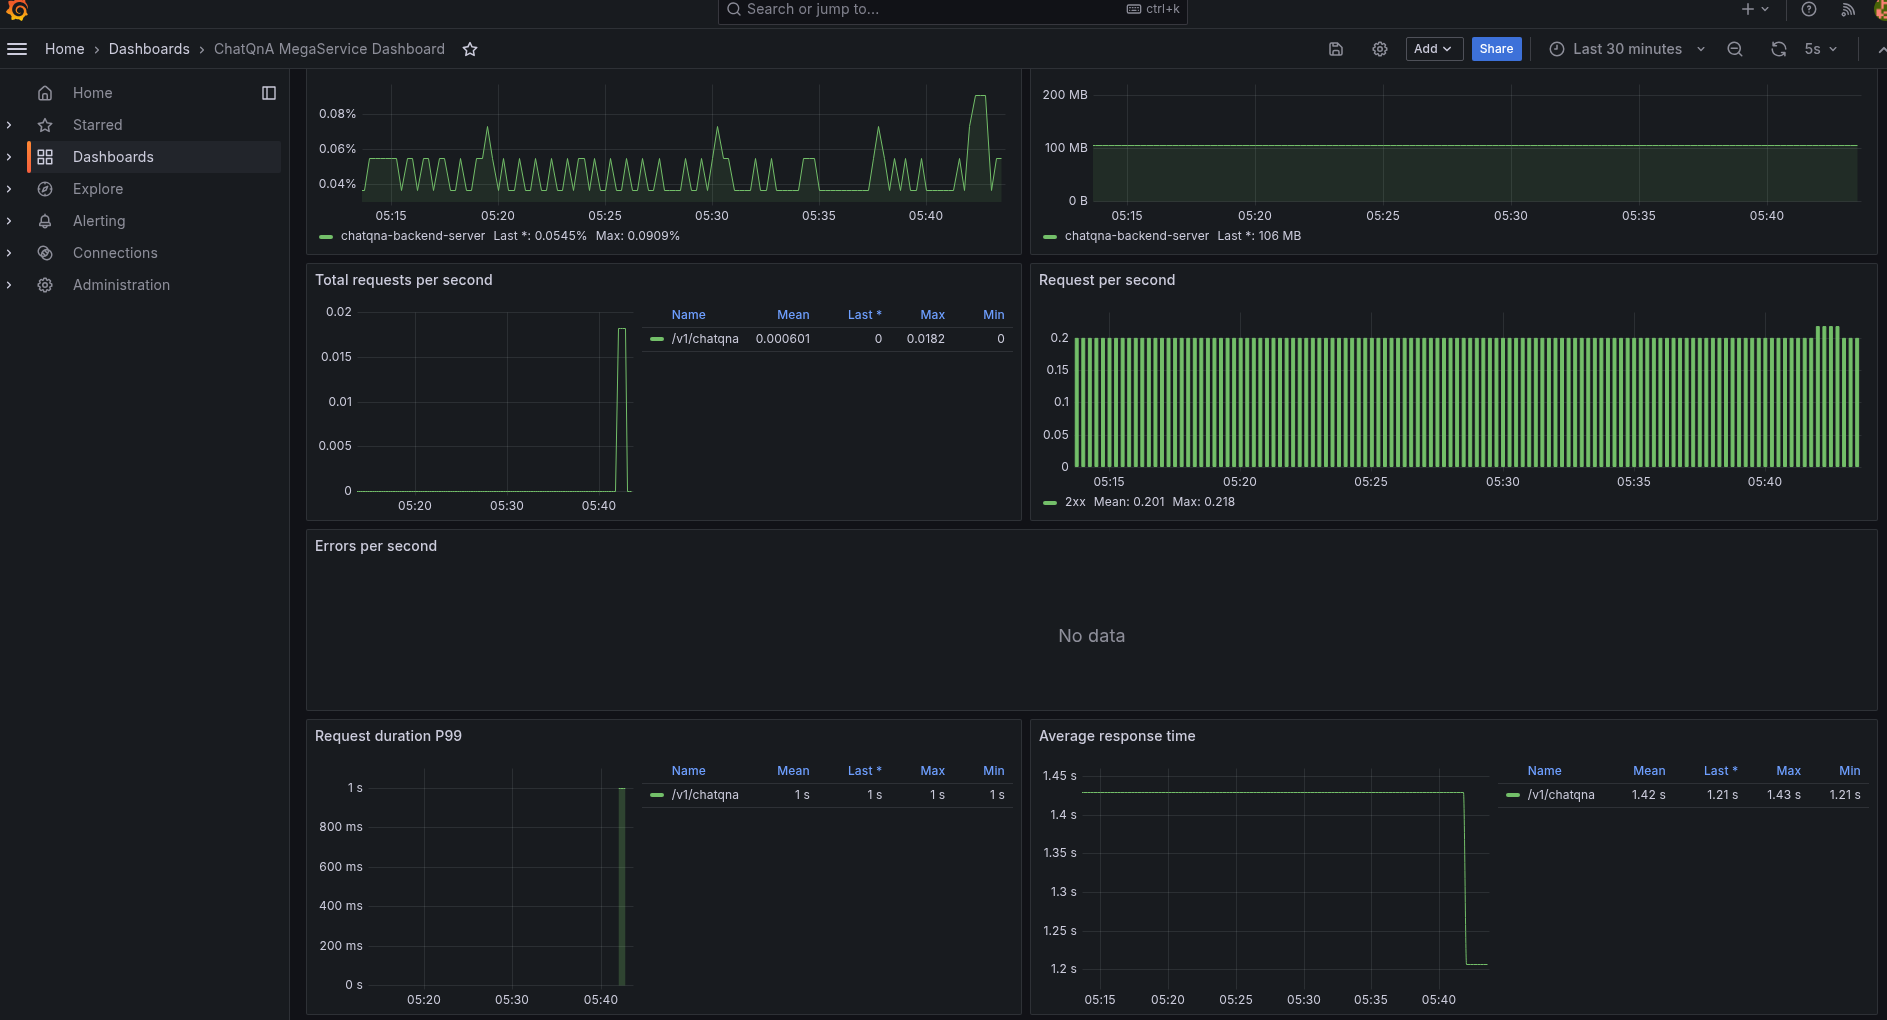 Search or jump to... ctrl+k
Home › Dashboards › ChatQnA MegaService Dashboard Add Share Last 30 minutes 5s
Home
Starred
Dashboards
Explore
Alerting
Connections
Administration
0.08%
0.06%
0.04%
05:15 05:20 05:25 05:30 05:35 05:40
chatqna-backend-server Last *: 0.0545% Max: 0.0909%
200 MB
100 MB
0 B
05:15 05:20 05:25 05:30 05:35 05:40
chatqna-backend-server Last *: 106 MB
Total requests per second
0.02
0.015
0.01
0.005
0
05:20 05:30 05:40
Name Mean Last * Max Min
/v1/chatqna 0.000601 0 0.0182 0
Request per second
0.2
0.15
0.1
0.05
0
05:15 05:20 05:25 05:30 05:35 05:40
2xx Mean: 0.201 Max: 0.218
Errors per second
No data
Request duration P99
1 s
800 ms
600 ms
400 ms
200 ms
0 s
05:20 05:30 05:40
Name Mean Last * Max Min
/v1/chatqna 1 s 1 s 1 s 1 s
Average response time
1.45 s
1.4 s
1.35 s
1.3 s
1.25 s
1.2 s
05:15 05:20 05:25 05:30 05:35 05:40
Name Mean Last * Max Min
/v1/chatqna 1.42 s 1.21 s 1.43 s 1.21 s